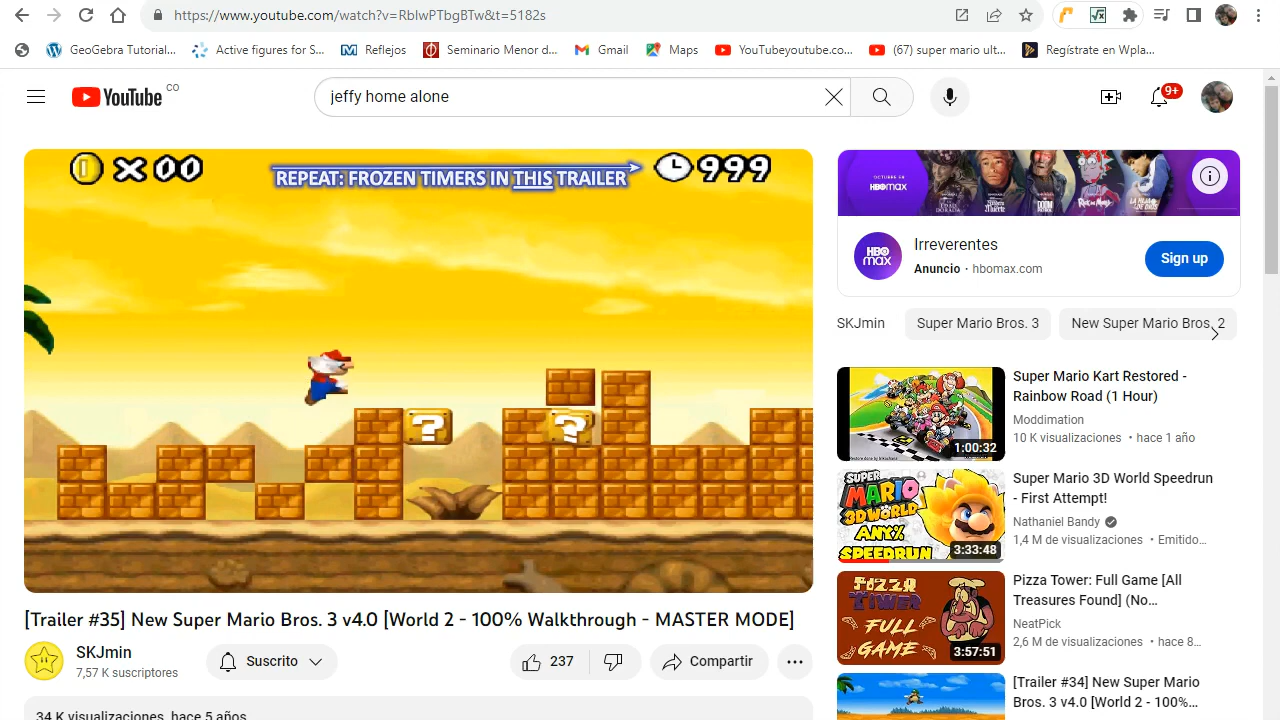 https://www.youtube.com/watch?v=RbIwPTbgBTw&t=5182s
GeoGebra Tutorial...
Active figures for S...
Reflejos
Seminario Menor d...
Gmail
Maps
YouTubeyoutube.co...
(67) super mario ult...
Regístrate en Wpla...
YouTube CO
jeffy home alone
9+
× 00
REPEAT: FROZEN TIMERS IN THIS TRAILER
999
? ?
OCTUBRE EN
HBOMAX
DOOM
Rick and Morty
HBO
max
Irreverentes
Anuncio · hbomax.com
Sign up
SKJmin
Super Mario Bros. 3
New Super Mario Bros. 2
Super Mario Kart Restored -
Rainbow Road (1 Hour)
Moddimation
10 K visualizaciones • hace 1 año
1:00:32
SUPER
MARIO
3D WORLD
ANY%
SPEEDRUN
3:33:48
Super Mario 3D World Speedrun
- First Attempt!
Nathaniel Bandy
1,4 M de visualizaciones • Emitido...
PIZZA
TOWER
FULL
GAME
3:57:51
Pizza Tower: Full Game [All
Treasures Found] (No...
NeatPick
2,6 M de visualizaciones • hace 8...
[Trailer #34] New Super Mario
Bros. 3 v4.0 [World 2 - 100%...
[Trailer #35] New Super Mario Bros. 3 v4.0 [World 2 - 100% Walkthrough - MASTER MODE]
SKJmin
7,57 K suscriptores
Suscrito
237
Compartir
34 K visualizaciones hace 5 años